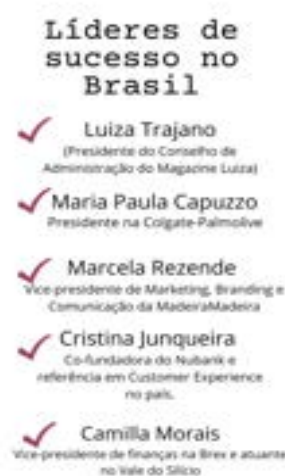 Líderes de
sucesso no
Brasil
Luiza Trajano
(Presidente do Conselho de
Administração do Magazine Luiza)
Maria Paula Capuzzo
Presidente na Colgate-Palmolive
Marcela Rezende
Vice-presidente de Marketing, Branding e
Comunicação da MadeiraMadeira
Cristina Junqueira
Co-fundadora do Nubank e
referência em Customer Experience
no país.
Camilla Morais
Vice-presidente de finanças na Brex e atuante
no Vale do Silício